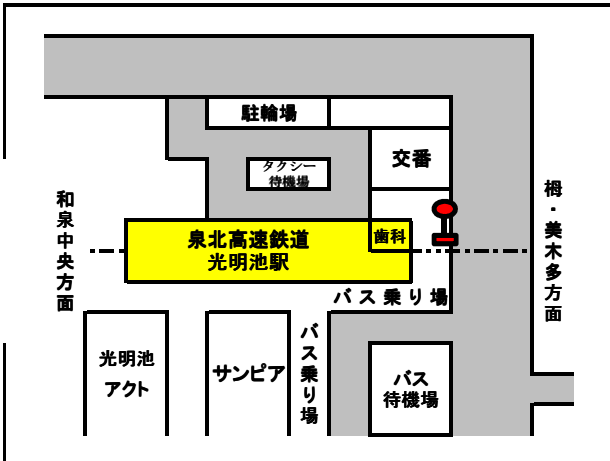 駐輪場
交番
タクシー
待機場
和泉中央方面
栂・美木多方面
泉北高速鉄道
光明池駅
歯科
バス乗り場
光明池
アクト
サンピア
バス乗り場
バス
待機場